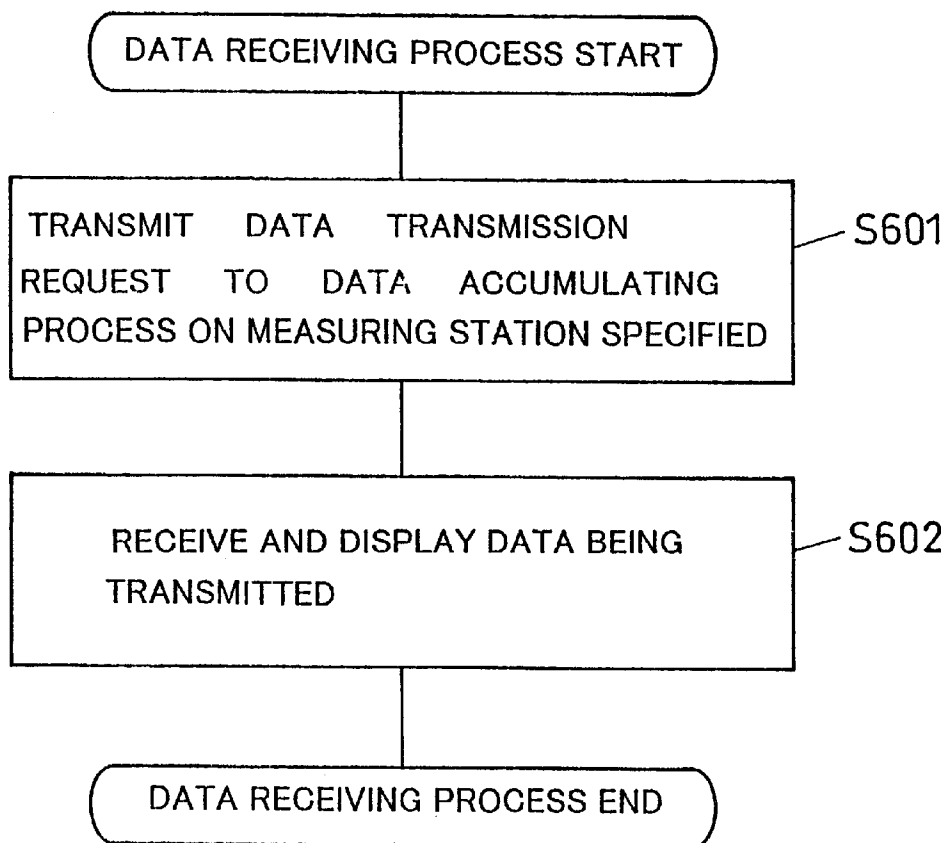 DATA RECEIVING PROCESS START
TRANSMIT DATA TRANSMISSION
REQUEST TO DATA ACCUMULATING
PROCESS ON MEASURING STATION SPECIFIED
S601
RECEIVE AND DISPLAY DATA BEING
TRANSMITTED
S602
DATA RECEIVING PROCESS END